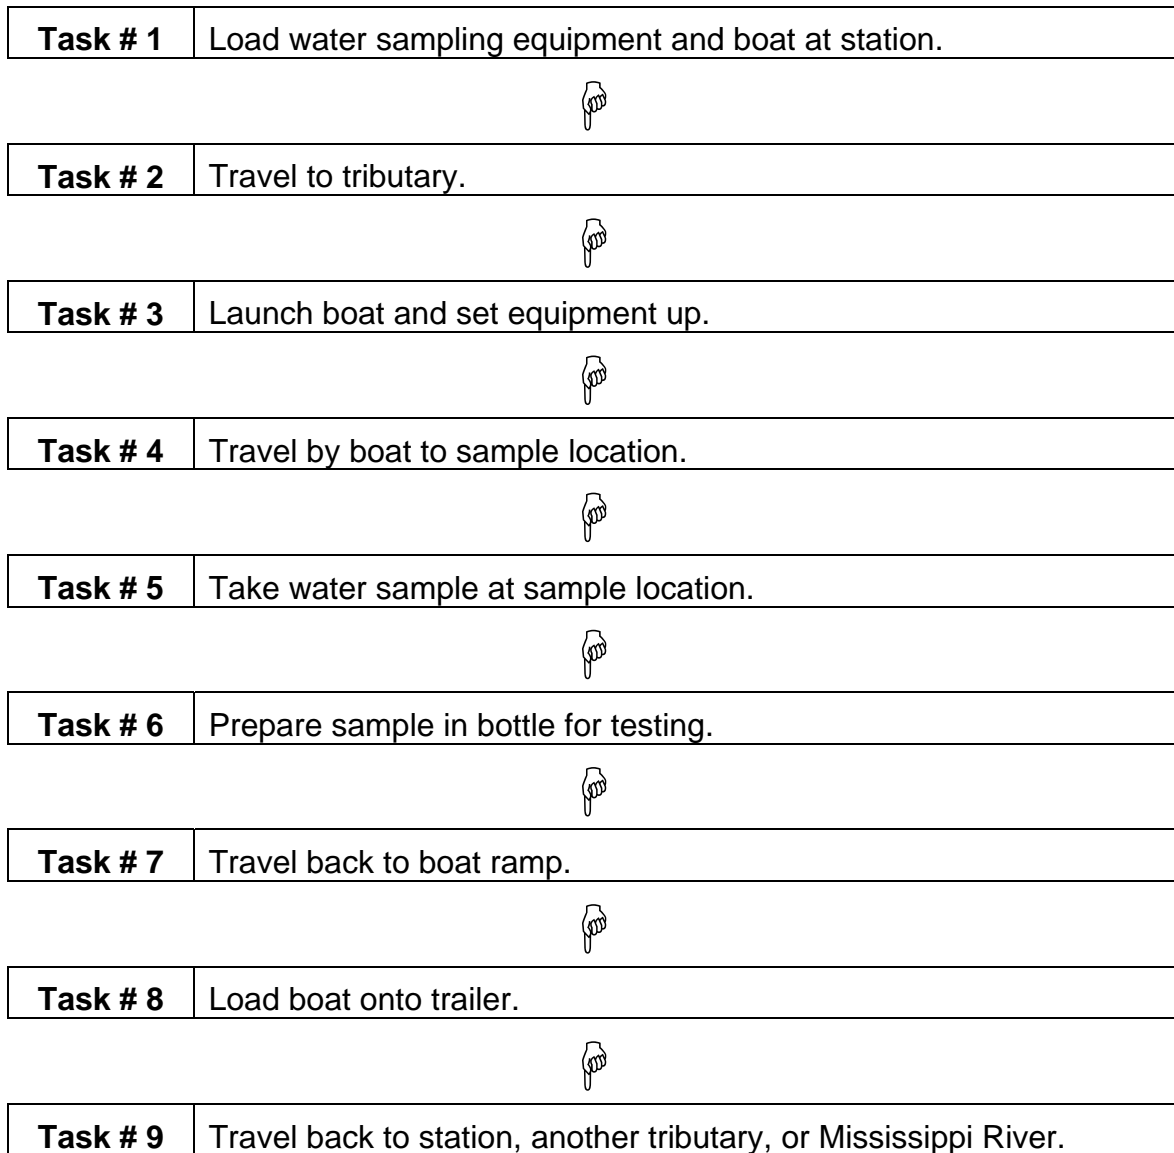 Task # 1 Load water sampling equipment and boat at station.
Task # 2 Travel to tributary.
Task # 3 Launch boat and set equipment up.
Task # 4 Travel by boat to sample location.
Task # 5 Take water sample at sample location.
Task # 6 Prepare sample in bottle for testing.
Task # 7 Travel back to boat ramp.
Task # 8 Load boat onto trailer.
Task # 9 Travel back to station, another tributary, or Mississippi River.